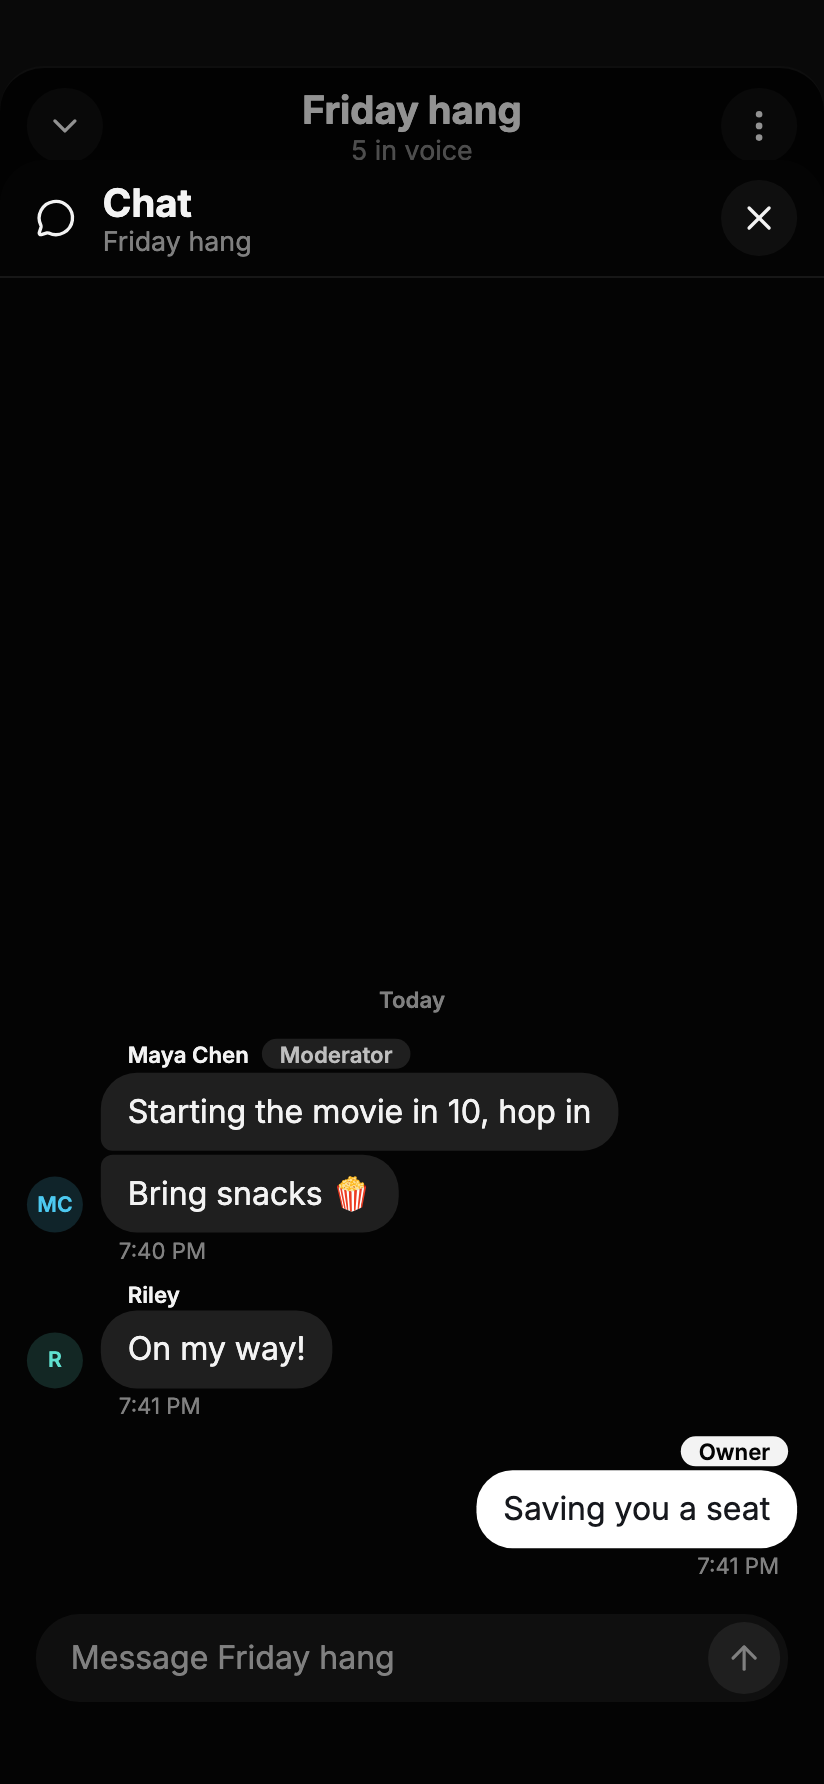 Friday hang
5 in voice
Chat
Friday hang
Today
Maya Chen Moderator
Starting the movie in 10, hop in
Bring snacks 🍿
MC
7:40 PM
Riley
On my way!
R
7:41 PM
Owner
Saving you a seat
7:41 PM
Message Friday hang